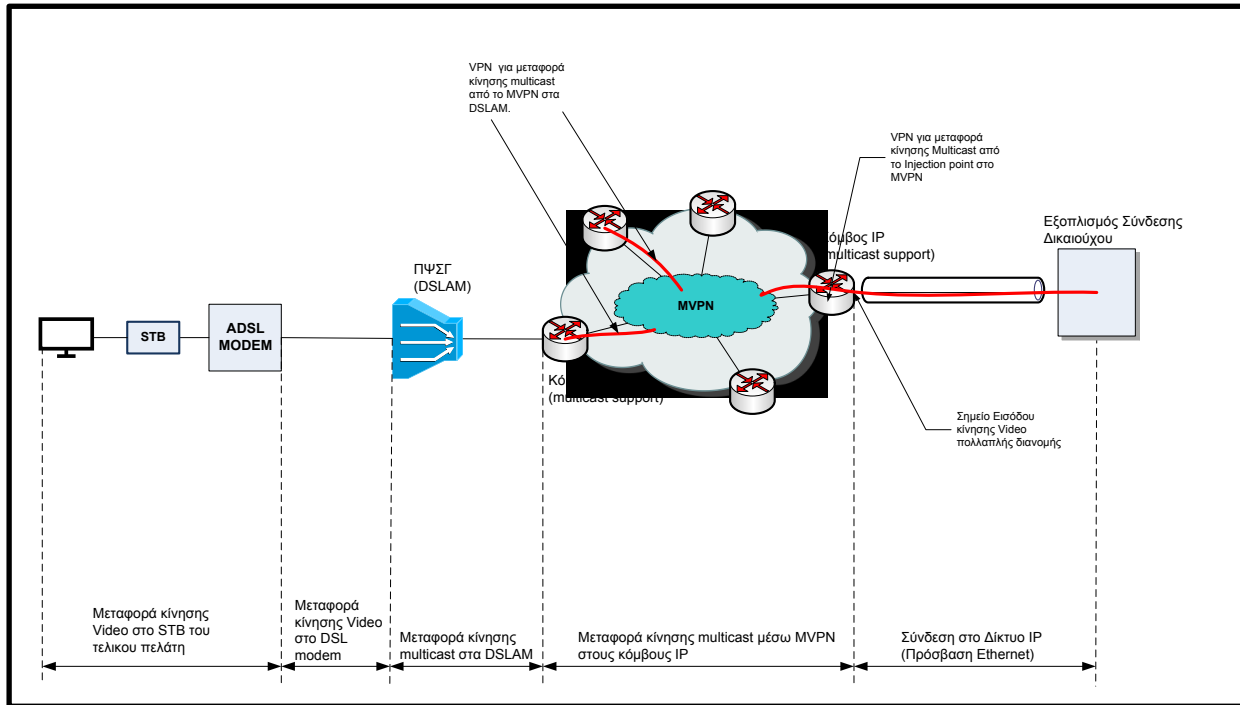 VPN για μεταφορά
κίνησης multicast
από το MVPN στα
DSLAM.
VPN για μεταφορά
κίνησης Multicast από
το Injection point στο
MVPN
Εξοπλισμός Σύνδεσης
Δικαιούχου
IP
multicast support)
ΠΨΣΓ
(DSLAM)
MVPN
STB
ADSL
MODEM
(multicast support)
Σημείο Εισόδου
κίνησης Video
πολλαπλής διανομής
Μεταφορά κίνησης
Video στο STB του
τελικου πελάτη
Μεταφορά
κίνησης Video
στο DSL
modem
Μεταφορά κίνησης
multicast στα DSLAM
Μεταφορά κίνησης multicast μέσω MVPN
στους κόμβους IP
Σύνδεση στο Δίκτυο IP
(Πρόσβαση Ethernet)